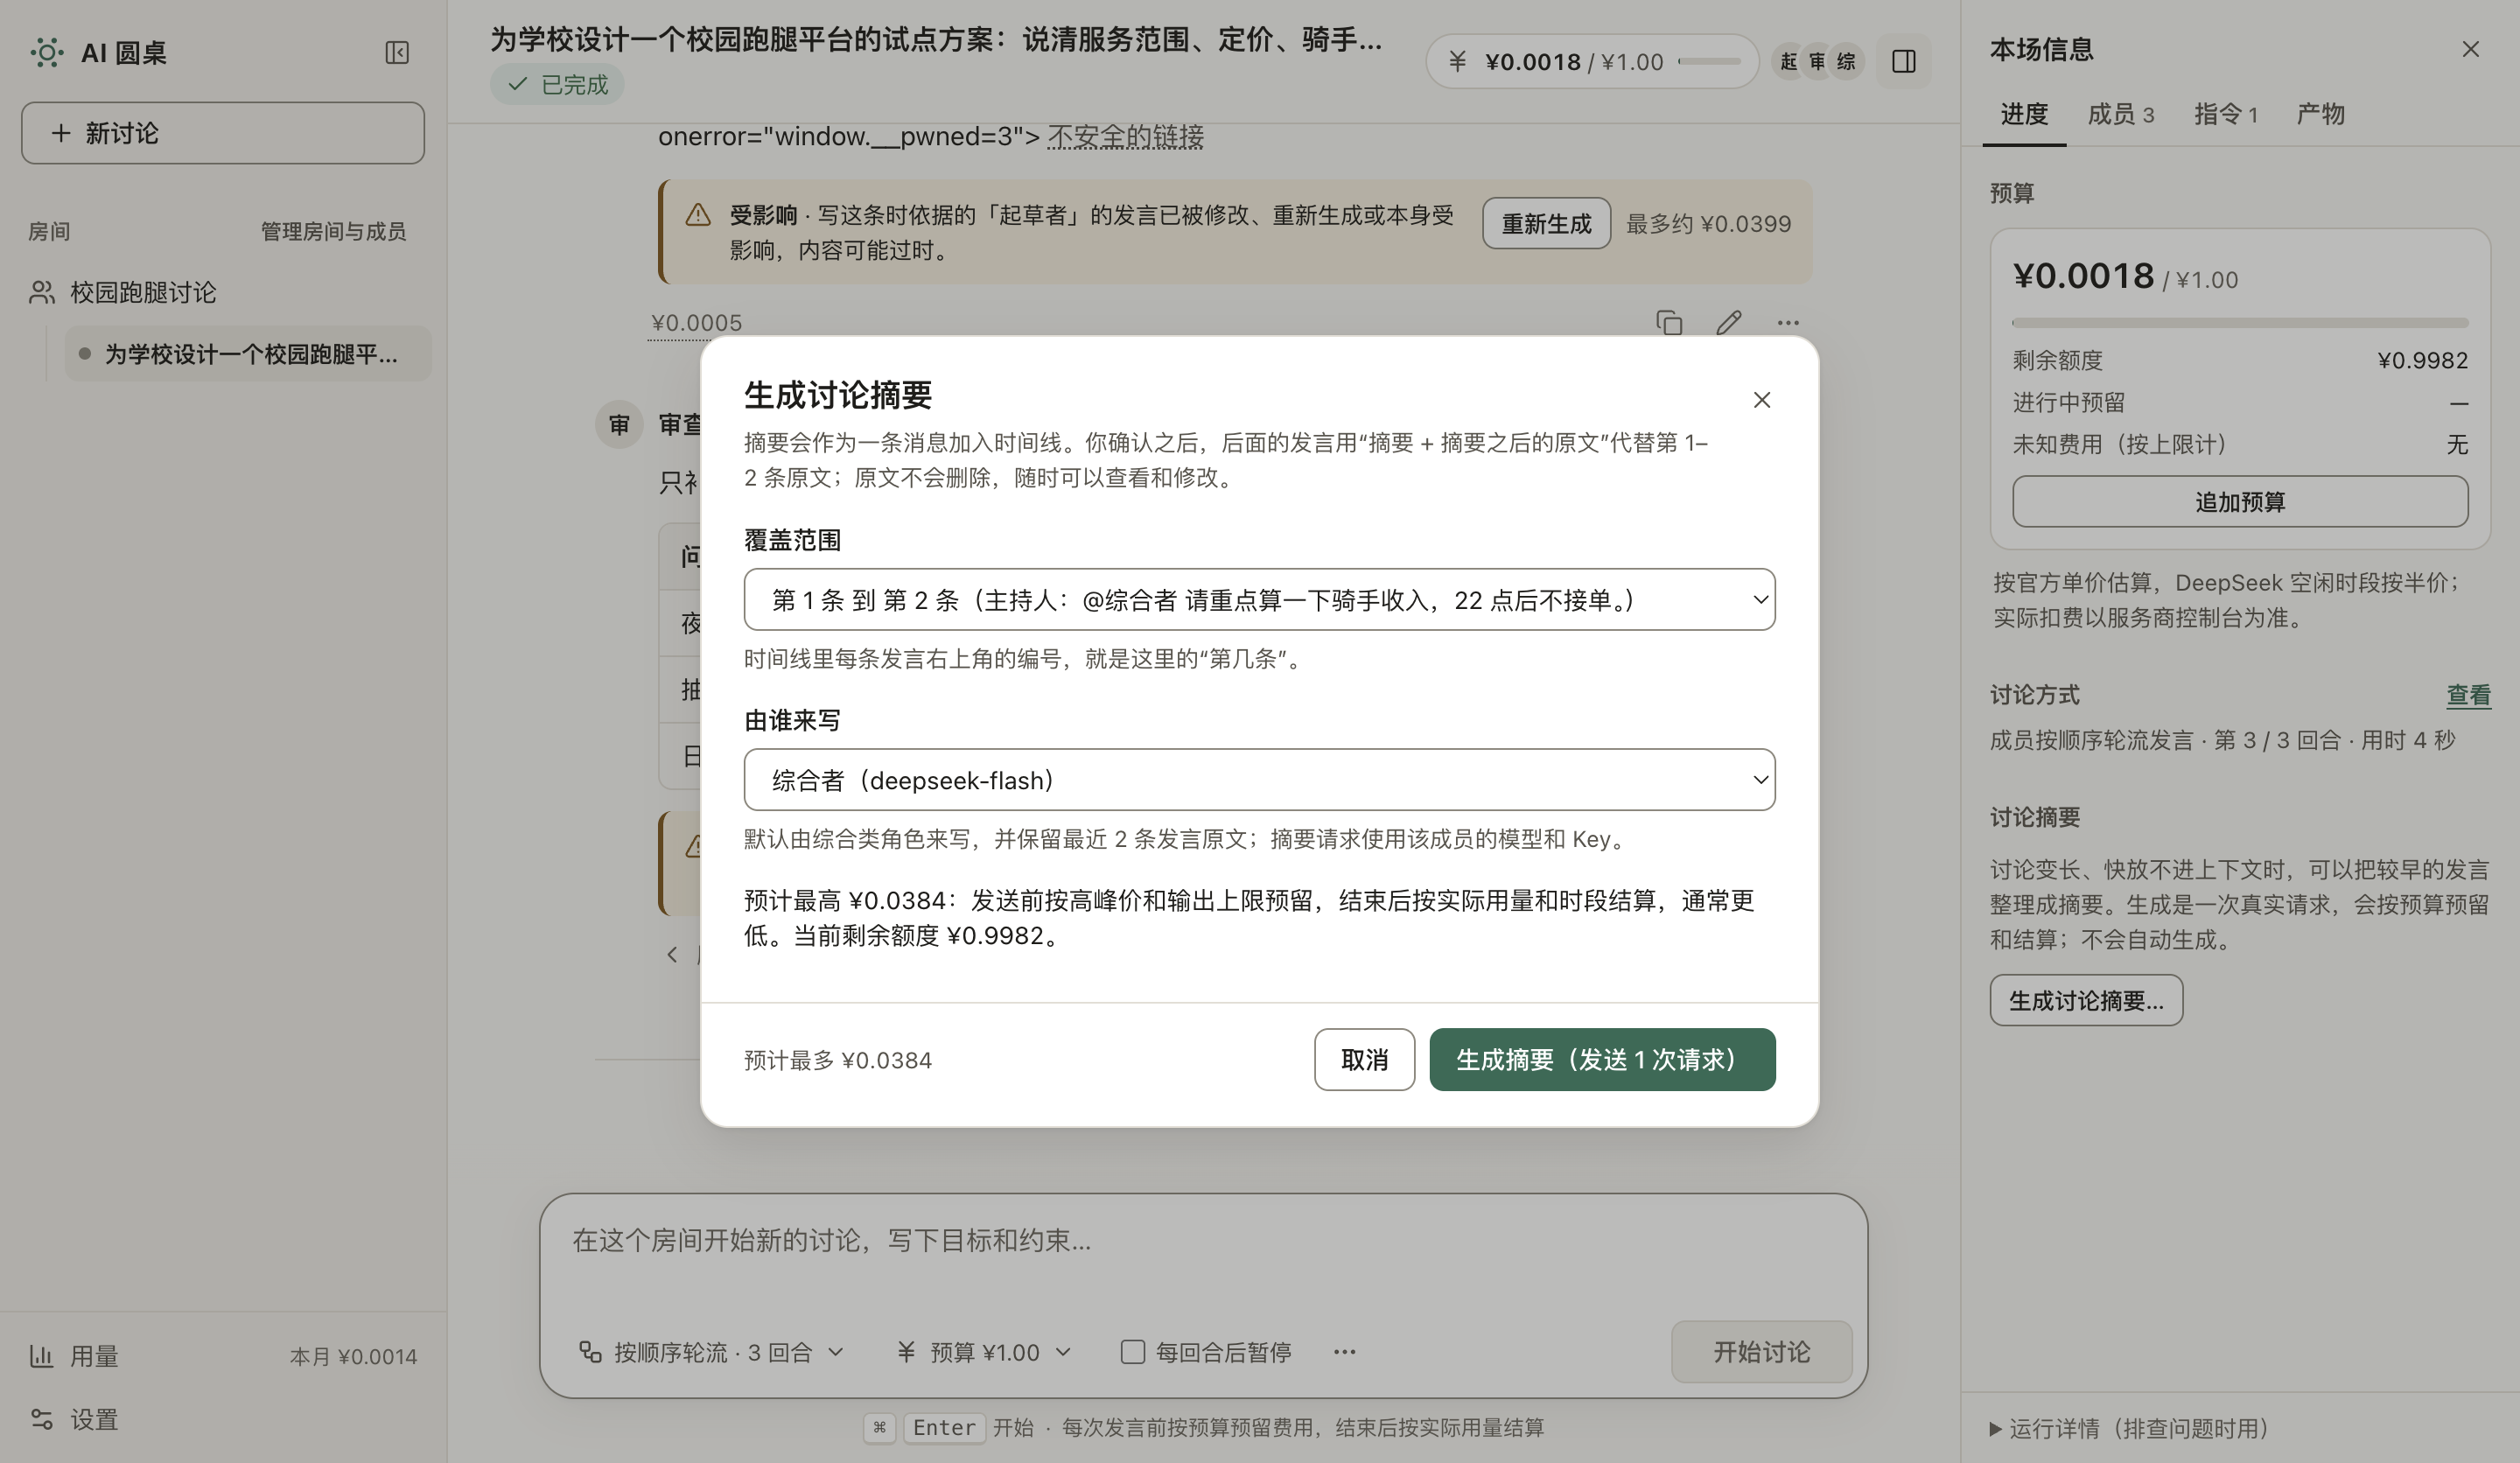 AI 圆桌
新讨论
房间
管理房间与成员
校园跑腿讨论
为学校设计一个校园跑腿平...
用量
本月 ¥0.0014
设置
为学校设计一个校园跑腿平台的试点方案：说清服务范围、定价、骑手...
已完成
¥0.0018 / ¥1.00
起 审 综
onerror="window.__pwned=3"> 不安全的链接
受影响 · 写这条时依据的「起草者」的发言已被修改、重新生成或本身受
影响，内容可能过时。
重新生成
最多约 ¥0.0399
¥0.0005
审
审查
只
问
夜
抽
日
生成讨论摘要
摘要会作为一条消息加入时间线。你确认之后，后面的发言用“摘要 + 摘要之后的原文”代替第 1–
2 条原文；原文不会删除，随时可以查看和修改。
覆盖范围
第 1 条 到 第 2 条（主持人：@综合者 请重点算一下骑手收入，22 点后不接单。）
时间线里每条发言右上角的编号，就是这里的“第几条”。
由谁来写
综合者（deepseek-flash）
默认由综合类角色来写，并保留最近 2 条发言原文；摘要请求使用该成员的模型和 Key。
预计最高 ¥0.0384：发送前按高峰价和输出上限预留，结束后按实际用量和时段结算，通常更
低。当前剩余额度 ¥0.9982。
预计最多 ¥0.0384
取消
生成摘要（发送 1 次请求）
在这个房间开始新的讨论，写下目标和约束...
按顺序轮流 · 3 回合
预算 ¥1.00
每回合后暂停
开始讨论
⌘ Enter 开始 · 每次发言前按预算预留费用，结束后按实际用量结算
本场信息
进度
成员 3
指令 1
产物
预算
¥0.0018 / ¥1.00
剩余额度
¥0.9982
进行中预留
—
未知费用（按上限计）
无
追加预算
按官方单价估算，DeepSeek 空闲时段按半价；
实际扣费以服务商控制台为准。
讨论方式
查看
成员按顺序轮流发言 · 第 3 / 3 回合 · 用时 4 秒
讨论摘要
讨论变长、快放不进上下文时，可以把较早的发言
整理成摘要。生成是一次真实请求，会按预算预留
和结算；不会自动生成。
生成讨论摘要...
运行详情（排查问题时用）